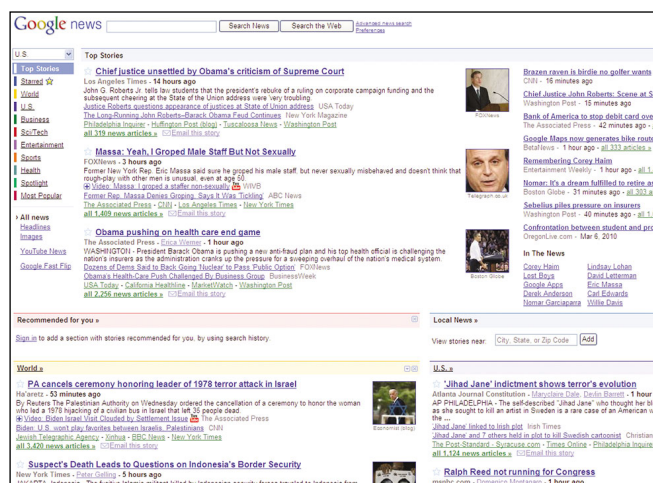 Google news
Search News
Search the Web
Advanced news search
Preferences
U.S.
Top Stories
Starred
World
U.S.
Business
Sci/Tech
Entertainment
Sports
Health
Spotlight
Most Popular
› All news
Headlines
Images
YouTube News
Google Fast Flip
Top Stories
Chief justice unsettled by Obama's criticism of Supreme Court
Los Angeles Times - 14 hours ago
John G. Roberts Jr. tells law students that the president's rebuke of a ruling on corporate campaign funding and the
subsequent cheering at the State of the Union address were 'very troubling.
Justice Roberts questions appearance of justices at State of Union address USA Today
The Long-Running John Roberts–Barack Obama Feud Continues New York Magazine
Philadelphia Inquirer - Huffington Post (blog) - Tuscaloosa News - Washington Post
all 319 news articles » Email this story
FOXNews
Massa: Yeah, I Groped Male Staff But Not Sexually
FOXNews - 3 hours ago
Former New York Rep. Eric Massa said sure he groped his male staff, but never sexually misbehaved and doesn't think that
rough-play with other men is unusual, even at age 50.
Video: Massa: I groped a staffer non-sexually WIVB
Former Rep. Massa Denies Groping, Says It Was 'Tickling' ABC News
The Associated Press - CNN - Los Angeles Times - New York Times
all 1,409 news articles » Email this story
Telegraph.co.uk
Obama pushing on health care end game
The Associated Press - Erica Werner - 1 hour ago
WASHINGTON - President Barack Obama is pushing a new anti-fraud plan and his top health official is challenging the
nation's insurers as the administration cranks up the pressure for a sweeping overhaul of the nation's medical system.
Dozens of Dems Said to Back Going 'Nuclear' to Pass 'Public Option' FOXNews
Obama's Health-Care Push Challenged By Business Group BusinessWeek
USA Today - California Healthline - MarketWatch - Washington Post
all 2,256 news articles » Email this story
Boston Globe
Brazen raven is birdie no golfer wants
CNN - 16 minutes ago
Chief Justice John Roberts: Scene at S
Washington Post - 15 minutes ago
Bank of America to stop debit card ove
The Associated Press - 42 minutes ago -
Google Maps now generates bike route
BetaNews - 1 hour ago - all 333 articles »
Remembering Corey Haim
Entertainment Weekly - 1 hour ago - all 1,
Nomar: It's a dream fulfilled to retire a
Boston Globe - 31 minutes ago - all 303 a
Sebelius piles pressure on insurers
Washington Post - 40 minutes ago - all 1,
Confrontation between student and pro
OregonLive.com - Mar 6, 2010
In The News
Corey Haim Lindsay Lohan
Lost Boys David Letterman
Google Apps Eric Massa
Derek Anderson Carl Edwards
Nomar Garciaparra Willie Davis
Recommended for you »
Sign in to add a section with stories recommended for you, by using search history.
Local News »
View stories near: City, State, or Zip Code Add
World »
PA cancels ceremony honoring leader of 1978 terror attack in Israel
Ha'aretz - 53 minutes ago
By Reuters The Palestinian Authority on Wednesday ordered the cancellation of a ceremony to honor the woman
who led a 1978 hijacking of a civilian bus in Israel that left 35 people dead.
Video: Biden Israel Visit Clouded by Settlement Issue The Associated Press
Biden: U.S. won't play favorites between Israelis, Palestinians CNN
Jewish Telegraphic Agency - Xinhua - BBC News - New York Times
all 3,420 news articles » Email this story
Economist (blog)
Suspect's Death Leads to Questions on Indonesia's Border Security
New York Times - Peter Gelling - 5 hours ago
U.S. »
'Jihad Jane' indictment shows terror's evolution
Atlanta Journal Constitution - Maryclaire Dale, Devlin Barrett - 1 hour
AP PHILADELPHIA - The self-described "Jihad Jane" who thought her bl
as she sought to kill an artist in Sweden is a rare case of an American w
the ...
'Jihad Jane' linked to Irish plot Irish Times
'Jihad Jane' and 7 others held in plot to kill Swedish cartoonist Christian
The Post-Standard - Syracuse.com - Times Online - Philadelphia Inquire
all 1,124 news articles » Email this story
Ralph Reed not running for Congress